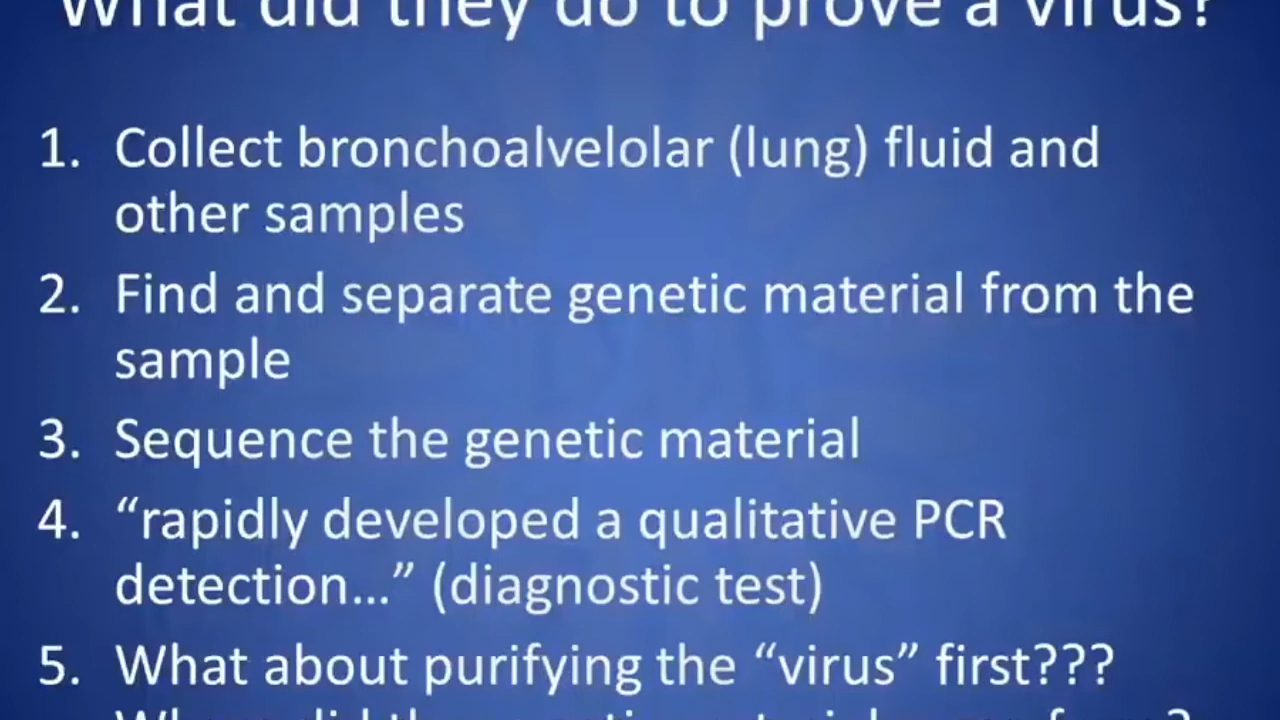 What did they do to prove a virus?
1. Collect bronchoalvelolar (lung) fluid and
other samples
2. Find and separate genetic material from the
sample
3. Sequence the genetic material
4. “rapidly developed a qualitative PCR
detection...” (diagnostic test)
5. What about purifying the “virus” first???